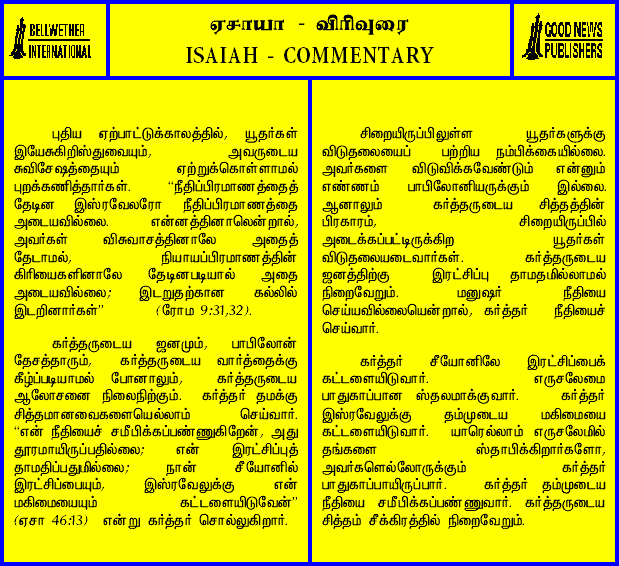 BELLWETHER
INTERNATIONAL
ஏசாயா - விரிவுரை
ISAIAH - COMMENTARY
GOOD NEWS
PUBLISHERS
புதிய ஏற்பாட்டுக்காலத்தில், யூதர்கள்
இயேசுகிறிஸ்துவையும், அவருடைய
சுவிசேஷத்தையும் ஏற்றுக்கொள்ளாமல்
புறக்கணித்தார்கள். “நீதிப்பிரமாணத்தைத்
தேடின இஸ்ரவேலரோ நீதிப்பிரமாணத்தை
அடையவில்லை. என்னத்தினாலென்றால்,
அவர்கள் விசுவாசத்தினாலே அதைத்
தேடாமல், நியாயப்பிரமாணத்தின்
கிரியைகளினாலே தேடினபடியால் அதை
அடையவில்லை; இடறுதற்கான கல்லில்
இடறினார்கள்” (ரோம 9:31,32).
கர்த்தருடைய ஜனமும், பாபிலோன்
தேசத்தாரும், கர்த்தருடைய வார்த்தைக்கு
கீழ்ப்படியாமல் போனாலும், கர்த்தருடைய
ஆலோசனை நிலைநிற்கும். கர்த்தர் தமக்கு
சித்தமானவைகளையெல்லாம் செய்வார்.
“என் நீதியைச் சமீபிக்கப்பண்ணுகிறேன், அது
தூரமாயிருப்பதில்லை; என் இரட்சிப்புத்
தாமதிப்பதுமில்லை; நான் சீயோனில்
இரட்சிப்பையும், இஸ்ரவேலுக்கு என்
மகிமையையும் கட்டளையிடுவேன்”
(ஏசா 46:13) என்று கர்த்தர் சொல்லுகிறார்.
சிறையிருப்பிலுள்ள யூதர்களுக்கு
விடுதலையைப் பற்றிய நம்பிக்கையில்லை.
அவர்களை விடுவிக்கவேண்டும் என்னும்
எண்ணம் பாபிலோனியருக்கும் இல்லை.
ஆனாலும் கர்த்தருடைய சித்தத்தின்
பிரகாரம், சிறையிருப்பில்
அடைக்கப்பட்டிருக்கிற யூதர்கள்
விடுதலையடைவார்கள். கர்த்தருடைய
ஜனத்திற்கு இரட்சிப்பு தாமதமில்லாமல்
நிறைவேறும். மனுஷர் நீதியை
செய்யவில்லையென்றால், கர்த்தர் நீதியைச்
செய்வார்.
கர்த்தர் சீயோனிலே இரட்சிப்பைக்
கட்டளையிடுவார். எருசலேமை
பாதுகாப்பான ஸ்தலமாக்குவார். கர்த்தர்
இஸ்ரவேலுக்கு தம்முடைய மகிமையை
கட்டளையிடுவார். யாரெல்லாம் எருசலேமில்
தங்களை ஸ்தாபிக்கிறார்களோ,
அவர்களெல்லோருக்கும் கர்த்தர்
பாதுகாப்பாயிருப்பார். கர்த்தர் தம்முடைய
நீதியை சமீபிக்கப்பண்ணுவார். கர்த்தருடைய
சித்தம் சீக்கிரத்தில் நிறைவேறும்.